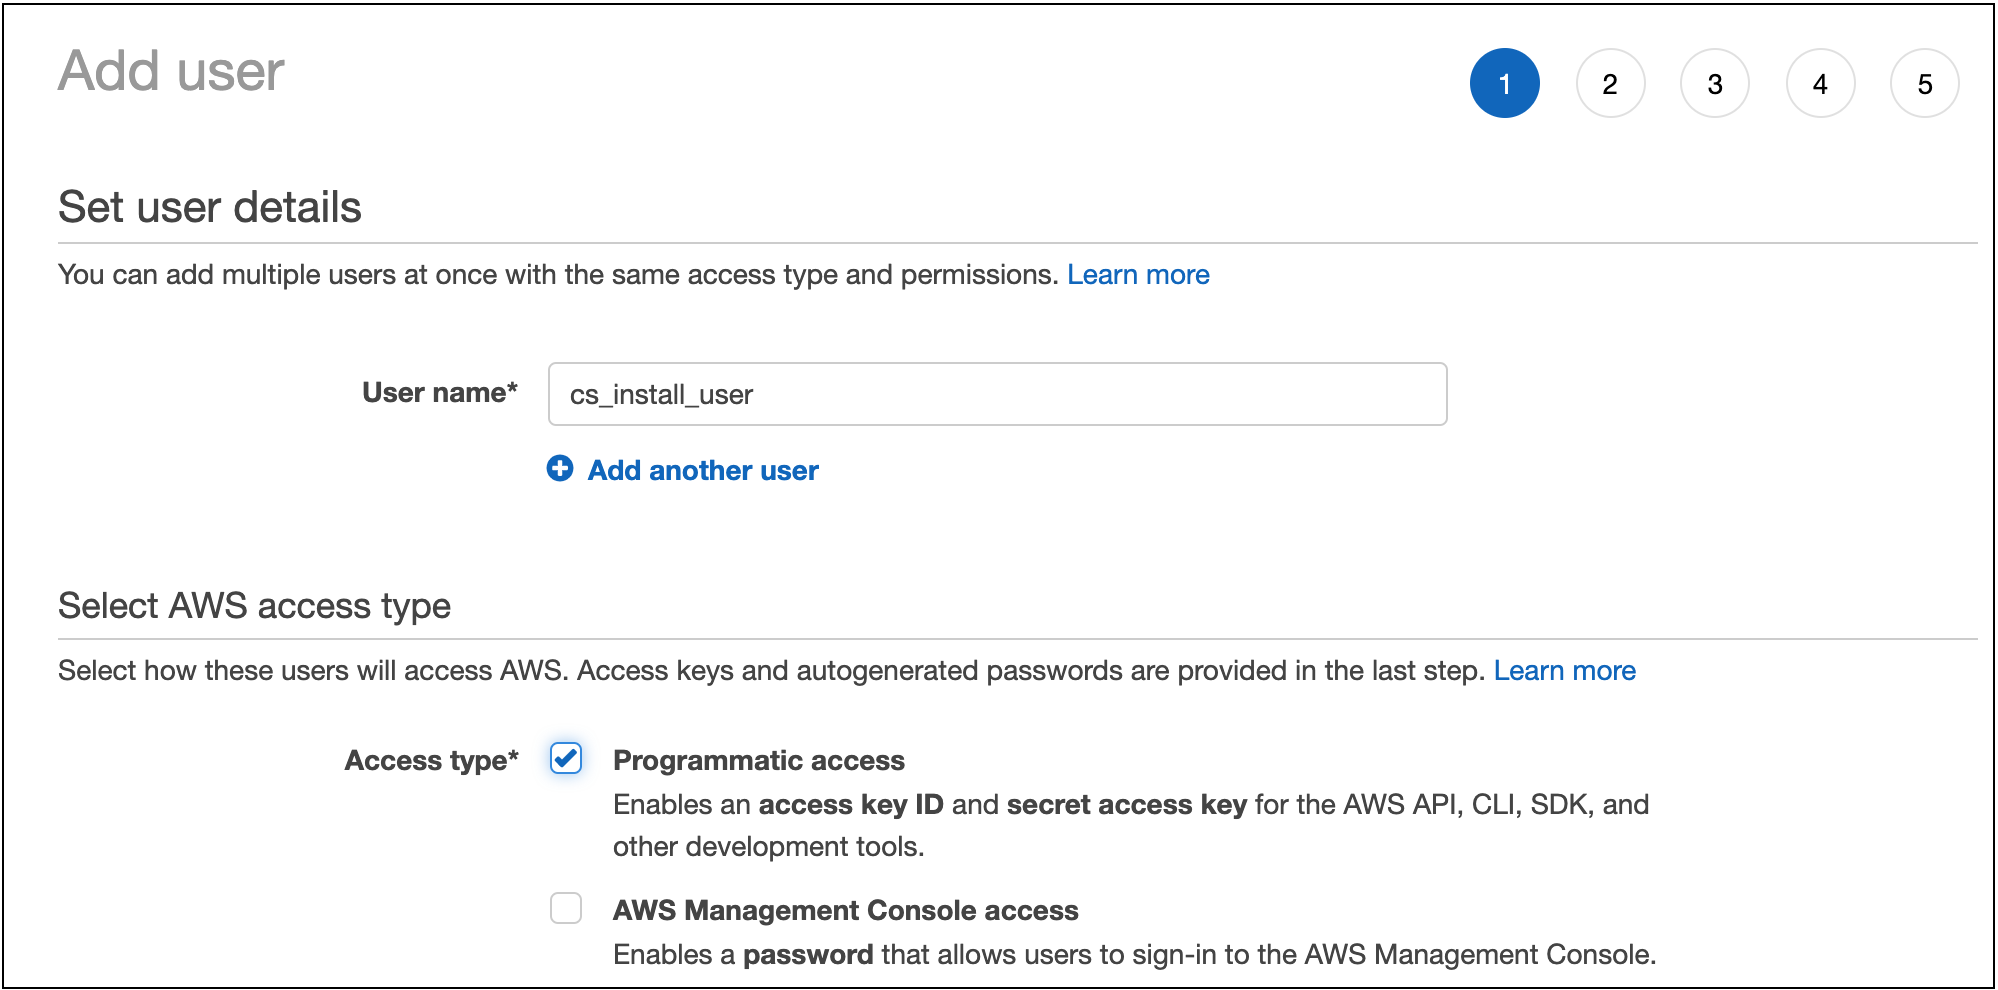 Add user
1 2 3 4 5
Set user details
You can add multiple users at once with the same access type and permissions. Learn more
User name* cs_install_user
Add another user
Select AWS access type
Select how these users will access AWS. Access keys and autogenerated passwords are provided in the last step. Learn more
Access type* Programmatic access
Enables an access key ID and secret access key for the AWS API, CLI, SDK, and
other development tools.
AWS Management Console access
Enables a password that allows users to sign-in to the AWS Management Console.